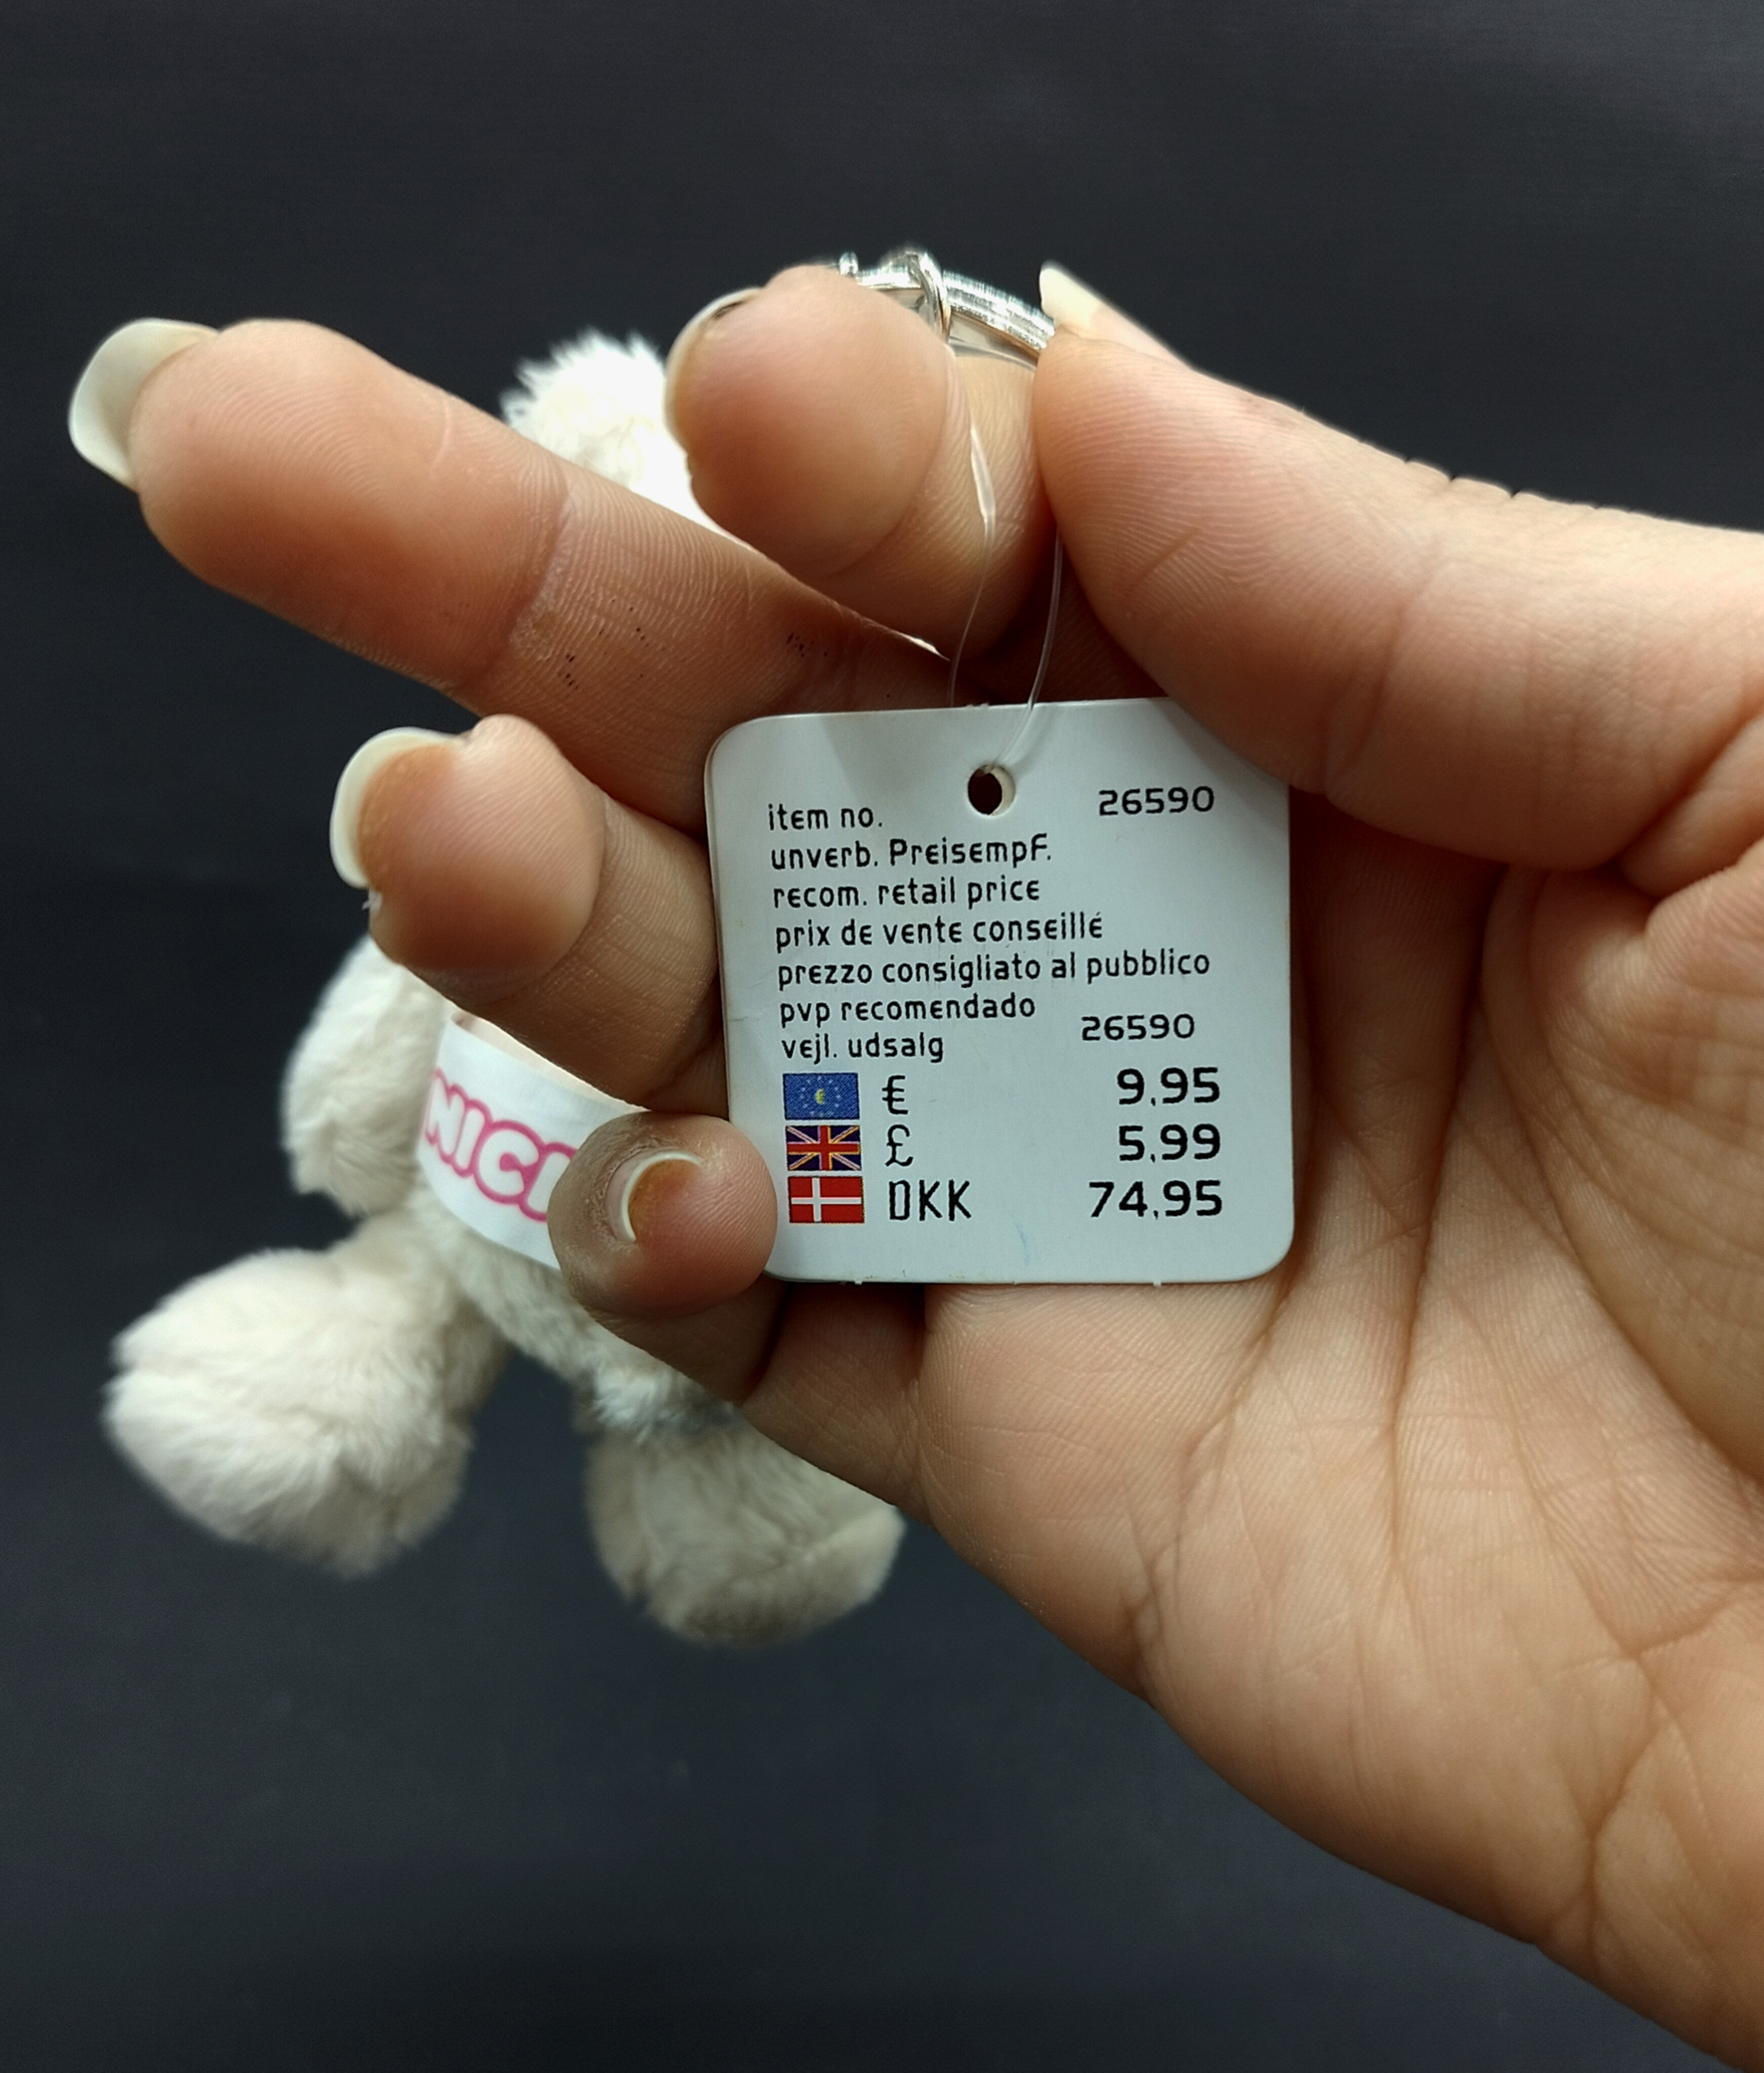 item no. 26590
unverb. Preisempf.
recom. retail price
prix de vente conseillé
prezzo consigliato al pubblico
pvp recomendado
26590
vejl. udsalg
€ 9.95
£ 5.99
DKK 74.95